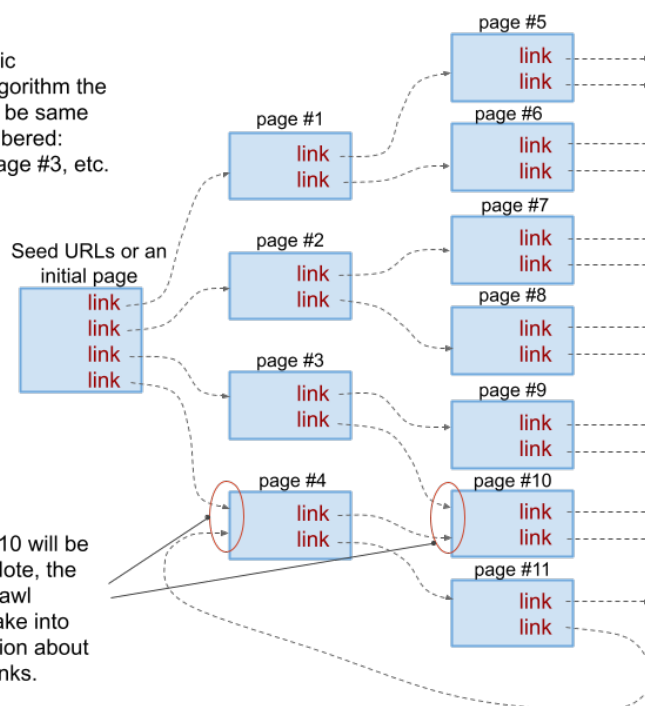 ic
gorithm the
be same
bered:
age #3, etc.
Seed URLs or an
initial page
link
link
link
link
page #1
link
link
page #2
link
link
page #3
link
link
page #4
link
link
page #5
link
link
page #6
link
link
page #7
link
link
page #8
link
link
page #9
link
link
page #10
link
link
page #11
link
link
10 will be
ote, the
awl
ake into
ion about
nks.